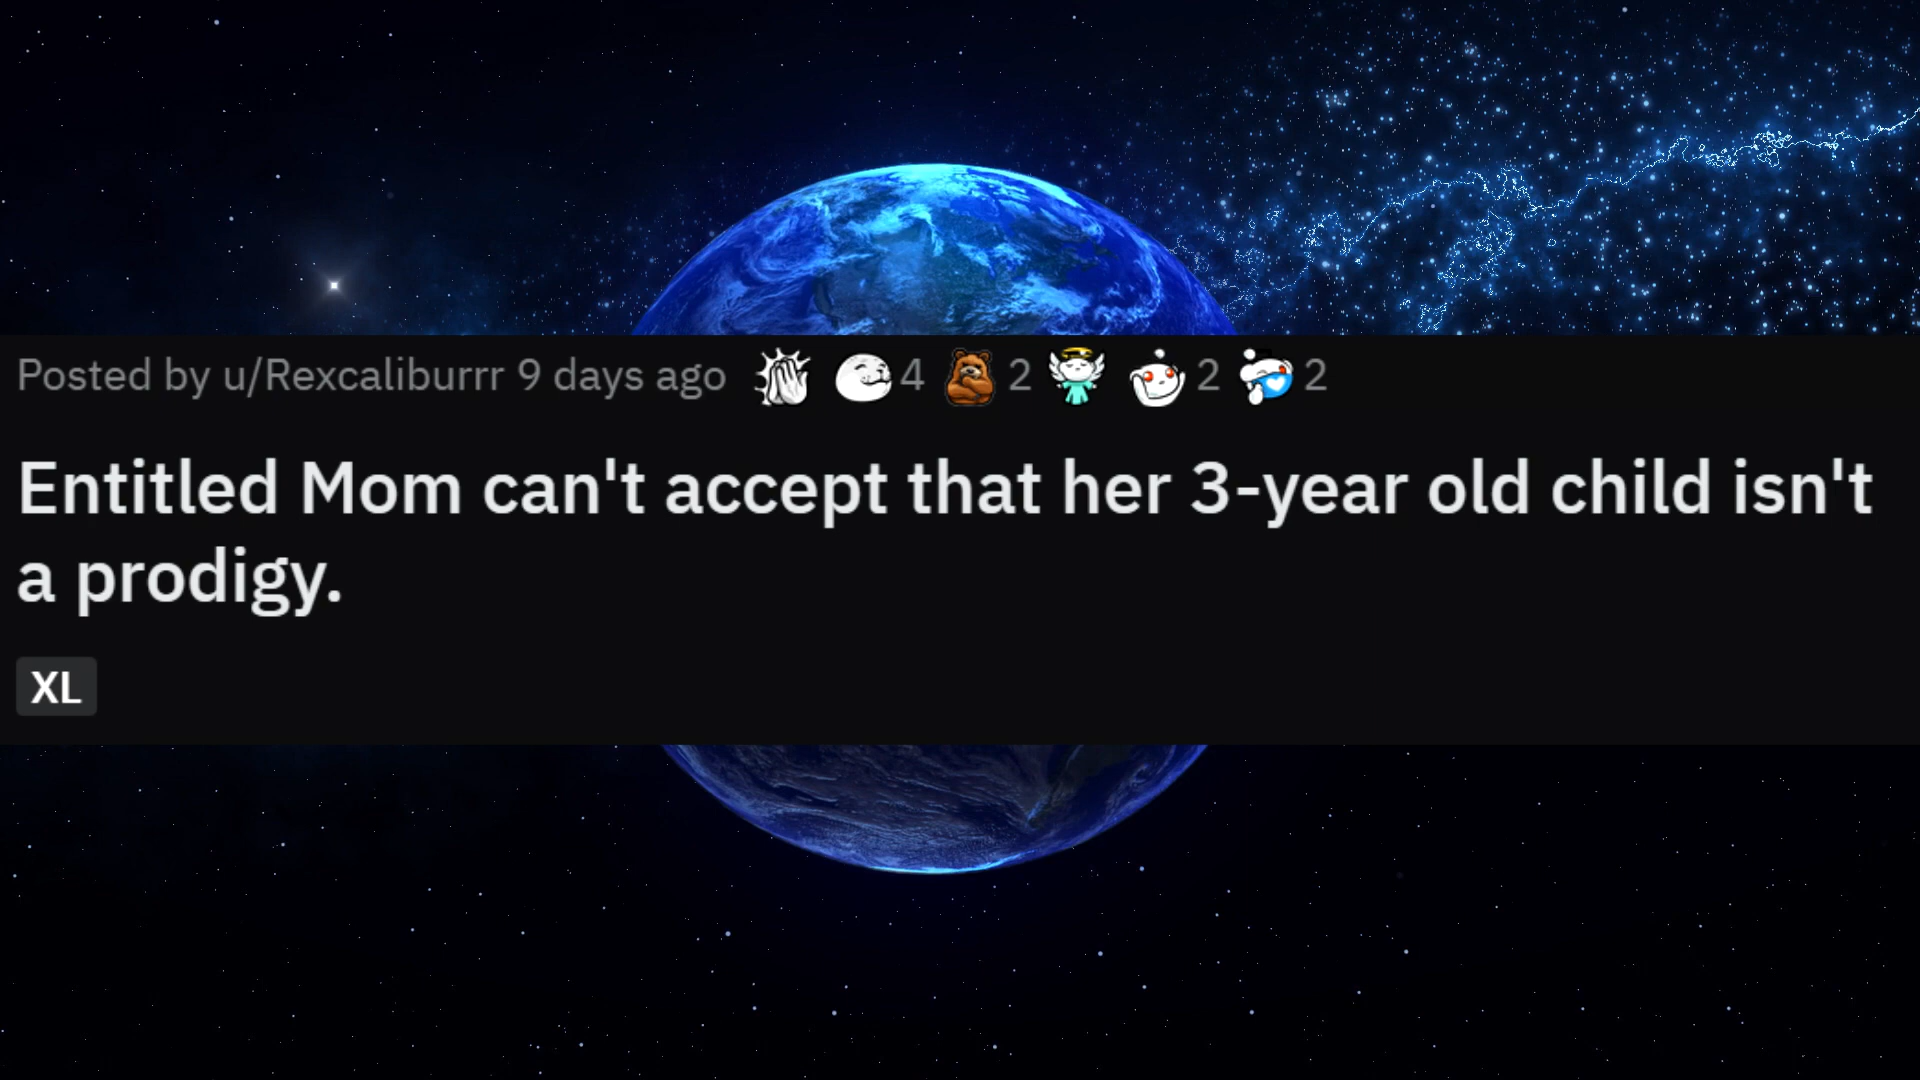 Posted by u/Rexcaliburrr 9 days ago 4 2 2 2
Entitled Mom can't accept that her 3-year old child isn't
a prodigy.
XL